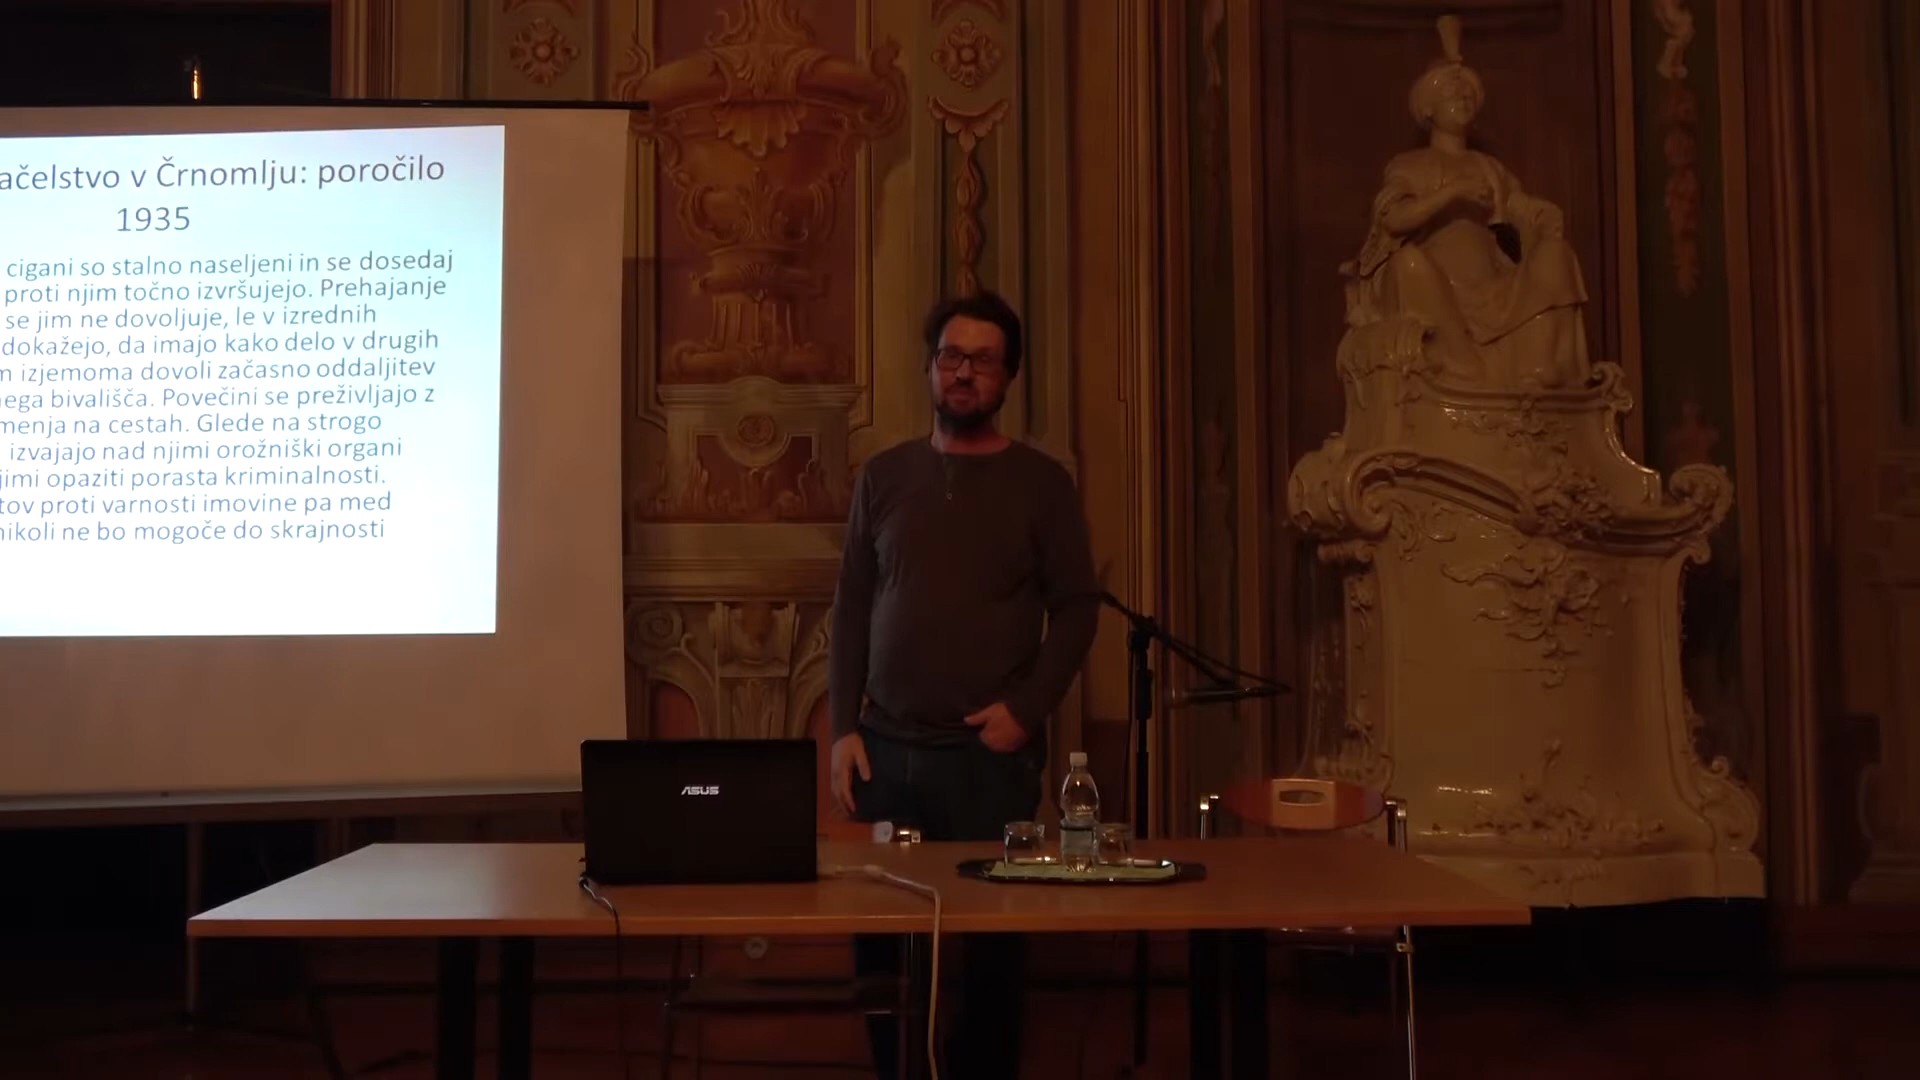 ačelstvo v Črnomlju: poročilo
1935
cigani so stalno naseljeni in se dosedaj
proti njim točno izvršujejo. Prehajanje
se jim ne dovoljuje, le v izrednih
dokažejo, da imajo kako delo v drugih
m izjemoma dovoli začasno oddaljitev
nega bivališča. Povečini se preživljajo z
menja na cestah. Glede na strogo
izvajajo nad njimi orožniški organi
jimi opaziti porasta kriminalnosti.
tov proti varnosti imovine pa med
nikoli ne bo mogoče do skrajnosti
ASUS